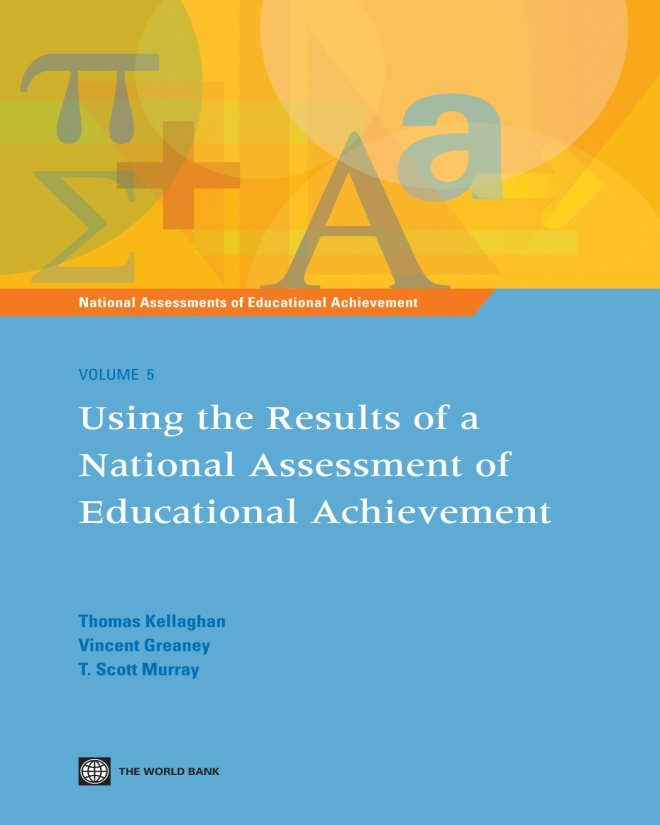 π
+
Σ
A
a
National Assessments of Educational Achievement
VOLUME 5
Using the Results of a
National Assessment of
Educational Achievement
Thomas Kellaghan
Vincent Greaney
T. Scott Murray
THE WORLD BANK